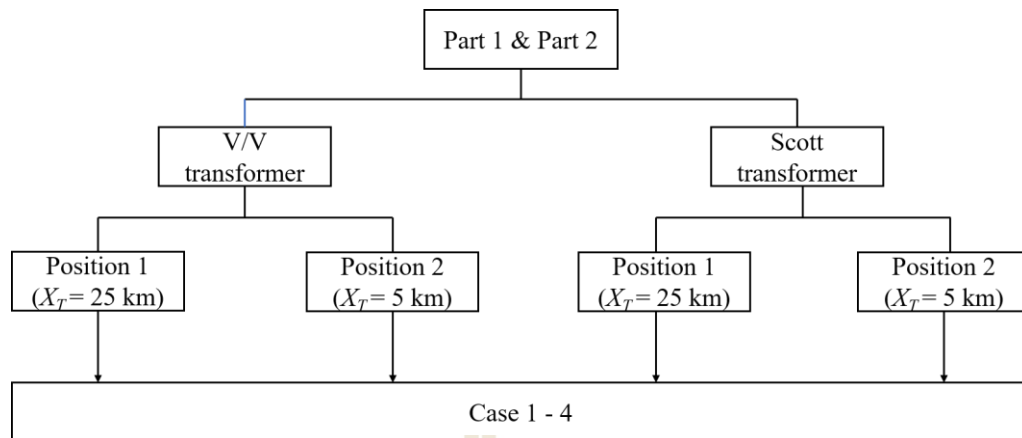 Part 1 & Part 2
V/V
transformer
Scott
transformer
Position 1
(X_T = 25 km)
Position 2
(X_T = 5 km)
Position 1
(X_T = 25 km)
Position 2
(X_T = 5 km)
Case 1 - 4